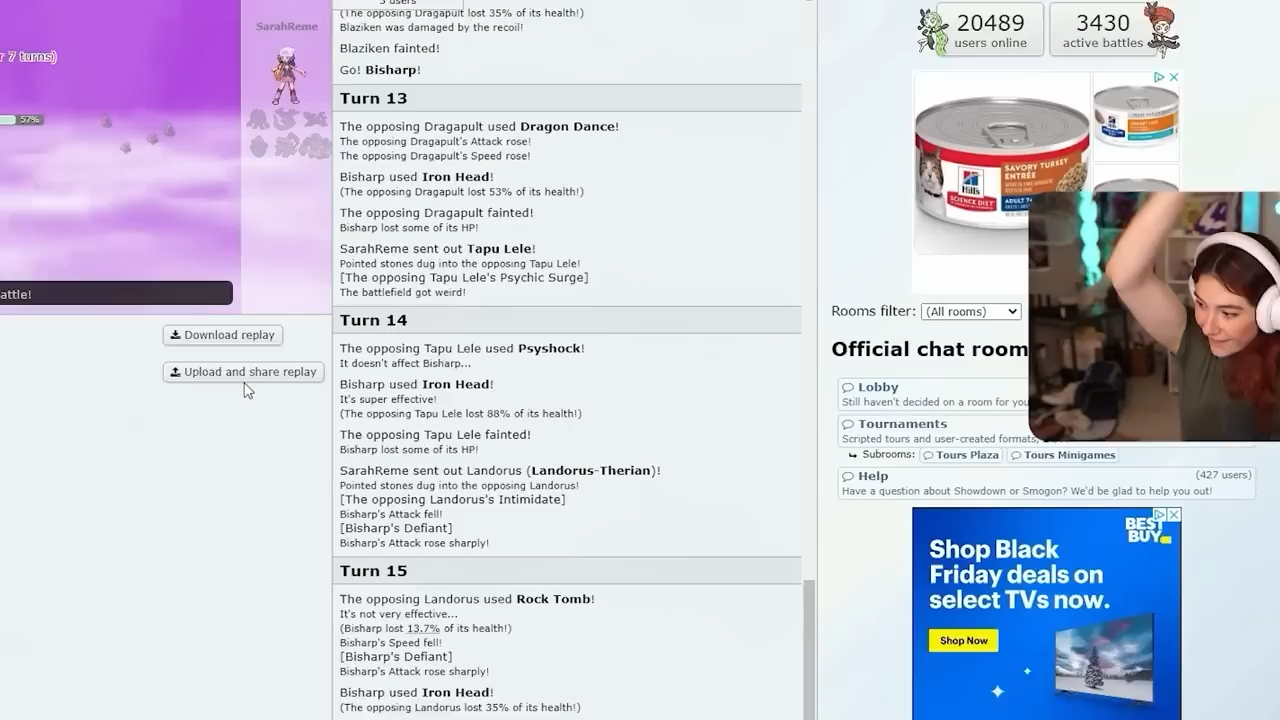 3 users
SarahReme
r 7 turns)
57%
attle!
Download replay
Upload and share replay
(The opposing Dragapult lost 35% of its health!)
Blaziken was damaged by the recoil!
Blaziken fainted!
Go! Bisharp!
Turn 13
The opposing Dragapult used Dragon Dance!
The opposing Dragapult's Attack rose!
The opposing Dragapult's Speed rose!
Bisharp used Iron Head!
(The opposing Dragapult lost 53% of its health!)
The opposing Dragapult fainted!
Bisharp lost some of its HP!
SarahReme sent out Tapu Lele!
Pointed stones dug into the opposing Tapu Lele!
[The opposing Tapu Lele's Psychic Surge]
The battlefield got weird!
Turn 14
The opposing Tapu Lele used Psyshock!
It doesn't affect Bisharp...
Bisharp used Iron Head!
It's super effective!
(The opposing Tapu Lele lost 88% of its health!)
The opposing Tapu Lele fainted!
Bisharp lost some of its HP!
SarahReme sent out Landorus (Landorus-Therian)!
Pointed stones dug into the opposing Landorus!
[The opposing Landorus's Intimidate]
Bisharp's Attack fell!
[Bisharp's Defiant]
Bisharp's Attack rose sharply!
Turn 15
The opposing Landorus used Rock Tomb!
It's not very effective...
(Bisharp lost 13.7% of its health!)
Bisharp's Speed fell!
[Bisharp's Defiant]
Bisharp's Attack rose sharply!
Bisharp used Iron Head!
(The opposing Landorus lost 35% of its health!)
20489
users online
3430
active battles
Hill's
SCIENCE DIET
SAVORY TURKEY
ENTRÉE
ADULT 7+
Rooms filter: (All rooms)
Official chat room
Lobby
Still haven't decided on a room for you
Tournaments
Scripted tours and user-created formats,
Subrooms: Tours Plaza Tours Minigames
Help (427 users)
Have a question about Showdown or Smogon? We'd be glad to help you out!
BEST
BUY
Shop Black
Friday deals on
select TVs now.
Shop Now